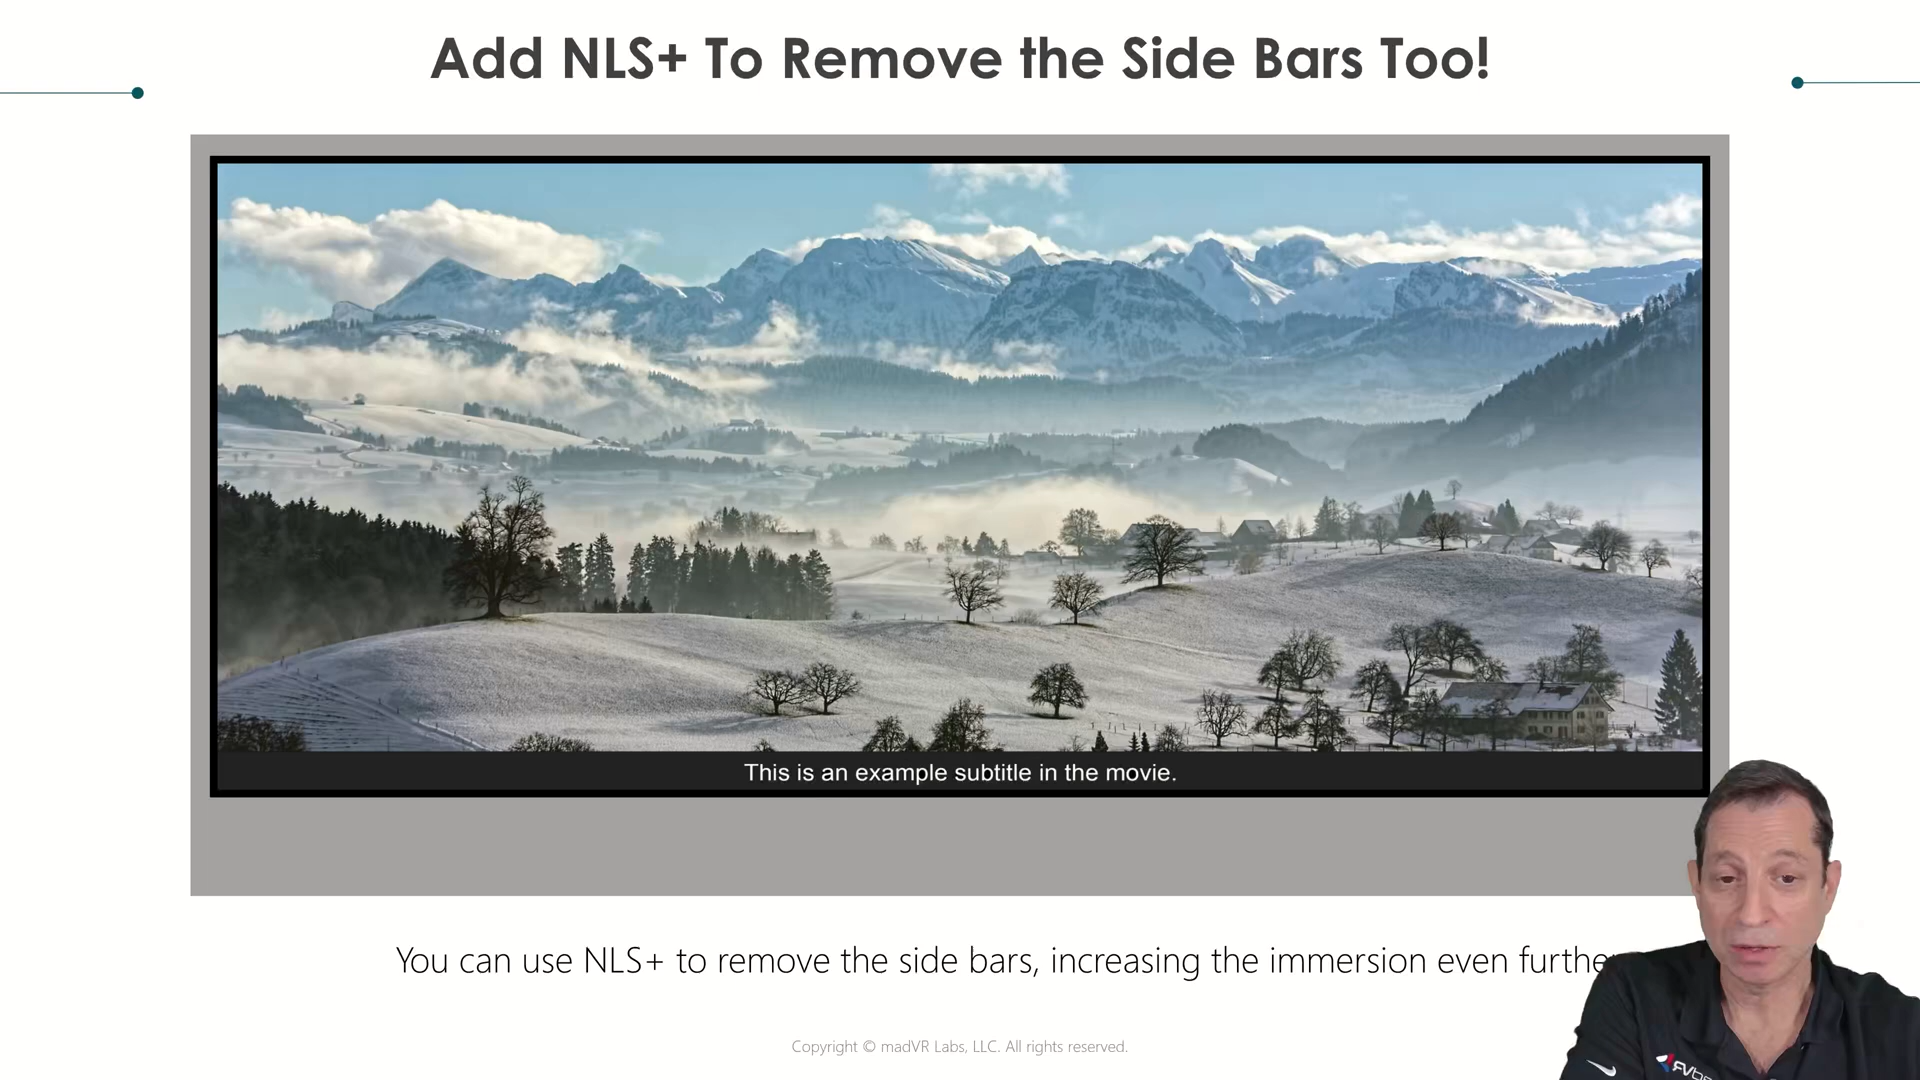 Add NLS+ To Remove the Side Bars Too!
This is an example subtitle in the movie.
You can use NLS+ to remove the side bars, increasing the immersion even further
Copyright © madVR Labs, LLC. All rights reserved.